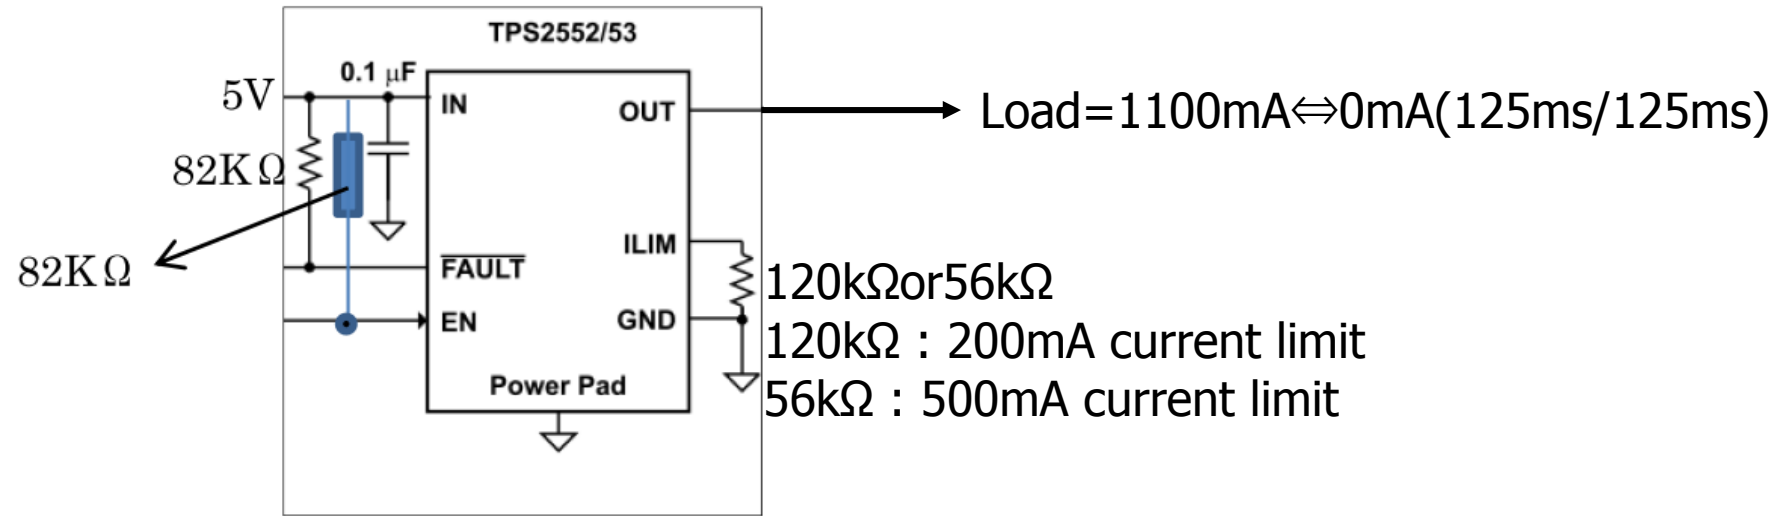 TPS2552/53
0.1 μF
5V
IN
OUT
Load=1100mA⇔0mA(125ms/125ms)
82KΩ
82KΩ
ILIM
FAULT
120kΩor56kΩ
EN
GND
120kΩ : 200mA current limit
Power Pad
56kΩ : 500mA current limit